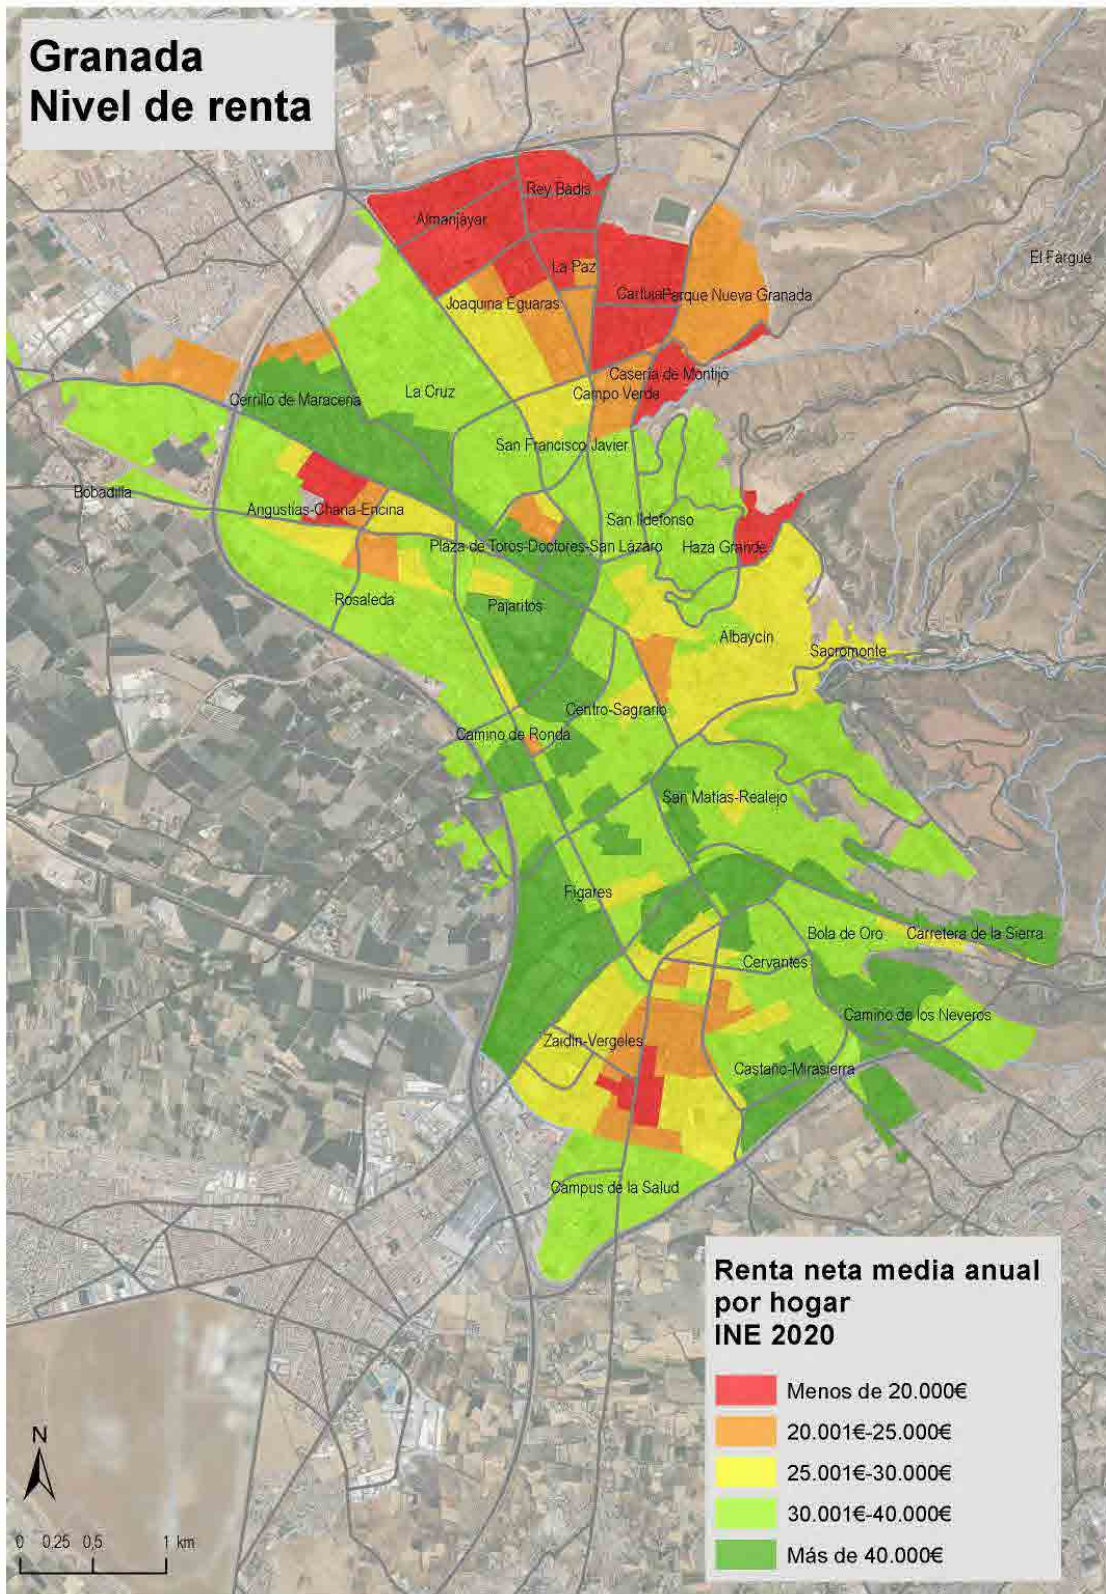 Granada
Nivel de renta
Rey Badis
Almanjáyar
El Fargue
La Paz
Cartuja
Parque Nueva Granada
Joaquina Eguaras
Casería de Montijo
La Cruz
Campo Verde
Cerrillo de Maracena
San Francisco Javier
Bobadilla
Angustias-Chana-Encina
San Ildefonso
Plaza de Toros-Doctores-San Lázaro
Haza Grande
Rosaleda
Pajaritos
Albaycín
Sacromonte
Centro-Sagrario
Camino de Ronda
San Matías-Realejo
Fígares
Bola de Oro
Carretera de la Sierra
Cervantes
Camino de los Neveros
Zaidín-Vergeles
Castaño-Mirasierra
Campus de la Salud
Renta neta media anual
por hogar
INE 2020
Menos de 20.000€
20.001€-25.000€
25.001€-30.000€
30.001€-40.000€
Más de 40.000€
N
0 0,25 0,5 1 km